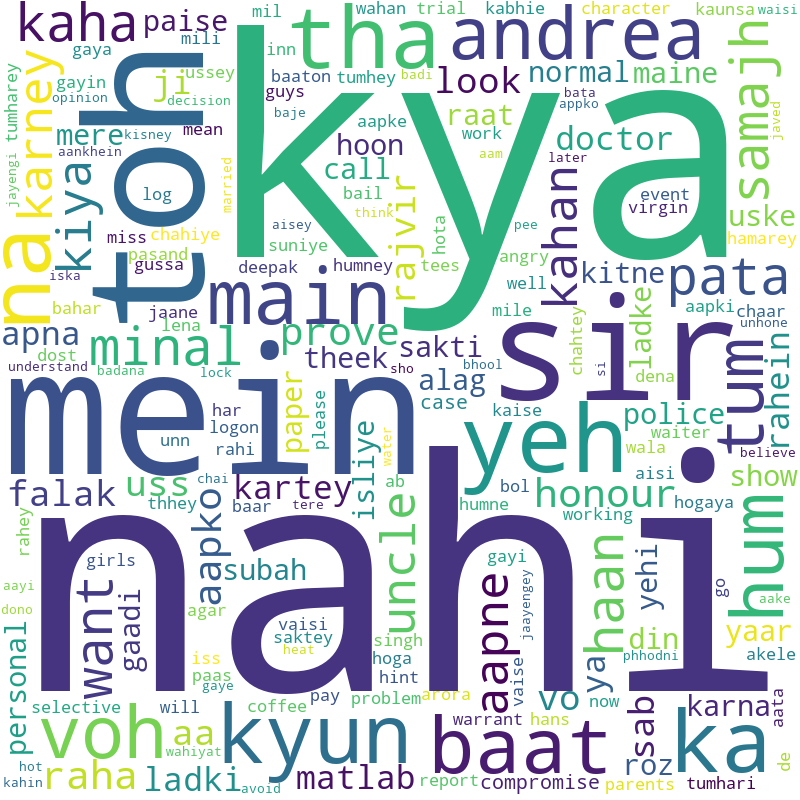 kya
nahi
mein
toh
sir
tha
andrea
kaha
paise
mil
wahan
trial
kabhie
character
kaunsa
waisi
gaya
mili
inn
ji
ussey
baaton
tumhey
badi
look
normal
maine
samajh
na
karney
tumharey
jayengi
gayin
opinion
mere
kisney
decision
guys
mean
baje
aapke
raat
work
bata
appko
javed
aankhein
kiya
log
married
hoon
call
bail
aam
doctor
later
think
hota
rajvir
kahan
event
virgin
uske
hamarey
miss
chahiye
pasand
gussa
iska
bahar
aisey
suniye
deepak
humney
tees
angry
pee
well
kitne
pata
jaane
main
mile
aapki
chaar
unhone
apna
lena
minal
prove
sakti
chahtey
ladke
tum
rahein
dost
understand
badana
lock
theek
sho
alag
bhool
si
dena
believe
har
unn
logon
rahi
paper
please
case
kaise
yeh
police
waiter
wala
show
falak
uss
kartey
water
isliye
ab
bol
humne
aisi
honour
hogaya
working
chai
thhey
baar
tere
aapko
subah
uncle
hum
rahey
girls
want
gaadi
agar
vaisi
saktey
heat
gayi
aapne
jaayengey
haan
yehi
go
aayi
dono
personal
singh
din
yaar
aake
iss
paas
gaye
hoga
hint
vaise
ya
phhodni
akele
selective
will
coffee
pay
problem
arora
vo
now
voh
aa
kyun
baat
warrant
hans
sab
karna
ka
aata
hot
kahin
raha
wahiyat
ladki
avoid
matlab
report
compromise
roz
parents
tumhari
de